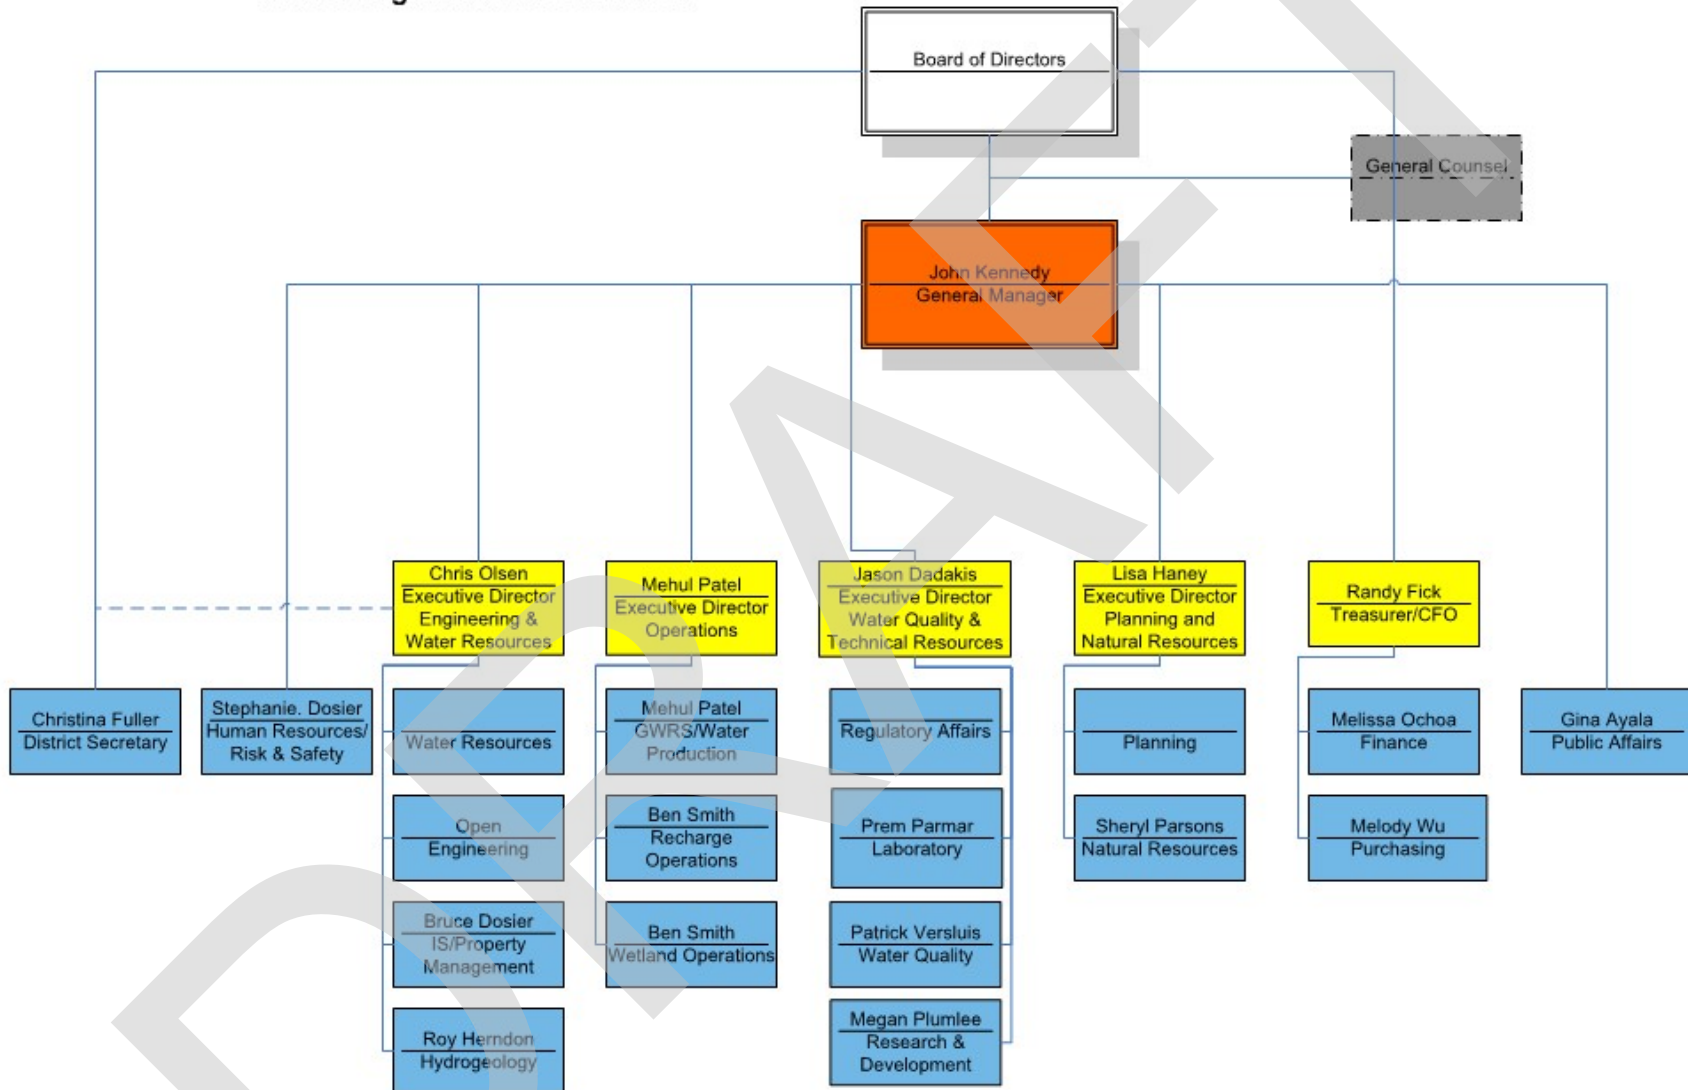 Board of Directors
General Counsel
John Kennedy
General Manager
Chris Olsen
Executive Director
Engineering &
Water Resources
Mehul Patel
Executive Director
Operations
Jason Dadakis
Executive Director
Water Quality &
Technical Resources
Lisa Haney
Executive Director
Planning and
Natural Resources
Randy Fick
Treasurer/CFO
Christina Fuller
District Secretary
Stephanie. Dosier
Human Resources/
Risk & Safety
Water Resources
Mehul Patel
GWRS/Water
Production
Regulatory Affairs
Planning
Melissa Ochoa
Finance
Gina Ayala
Public Affairs
Open
Engineering
Ben Smith
Recharge
Operations
Prem Parmar
Laboratory
Sheryl Parsons
Natural Resources
Melody Wu
Purchasing
Bruce Dosier
IS/Property
Management
Ben Smith
Wetland Operations
Patrick Versluis
Water Quality
Roy Herndon
Hydrogeology
Megan Plumlee
Research &
Development
DRAFT